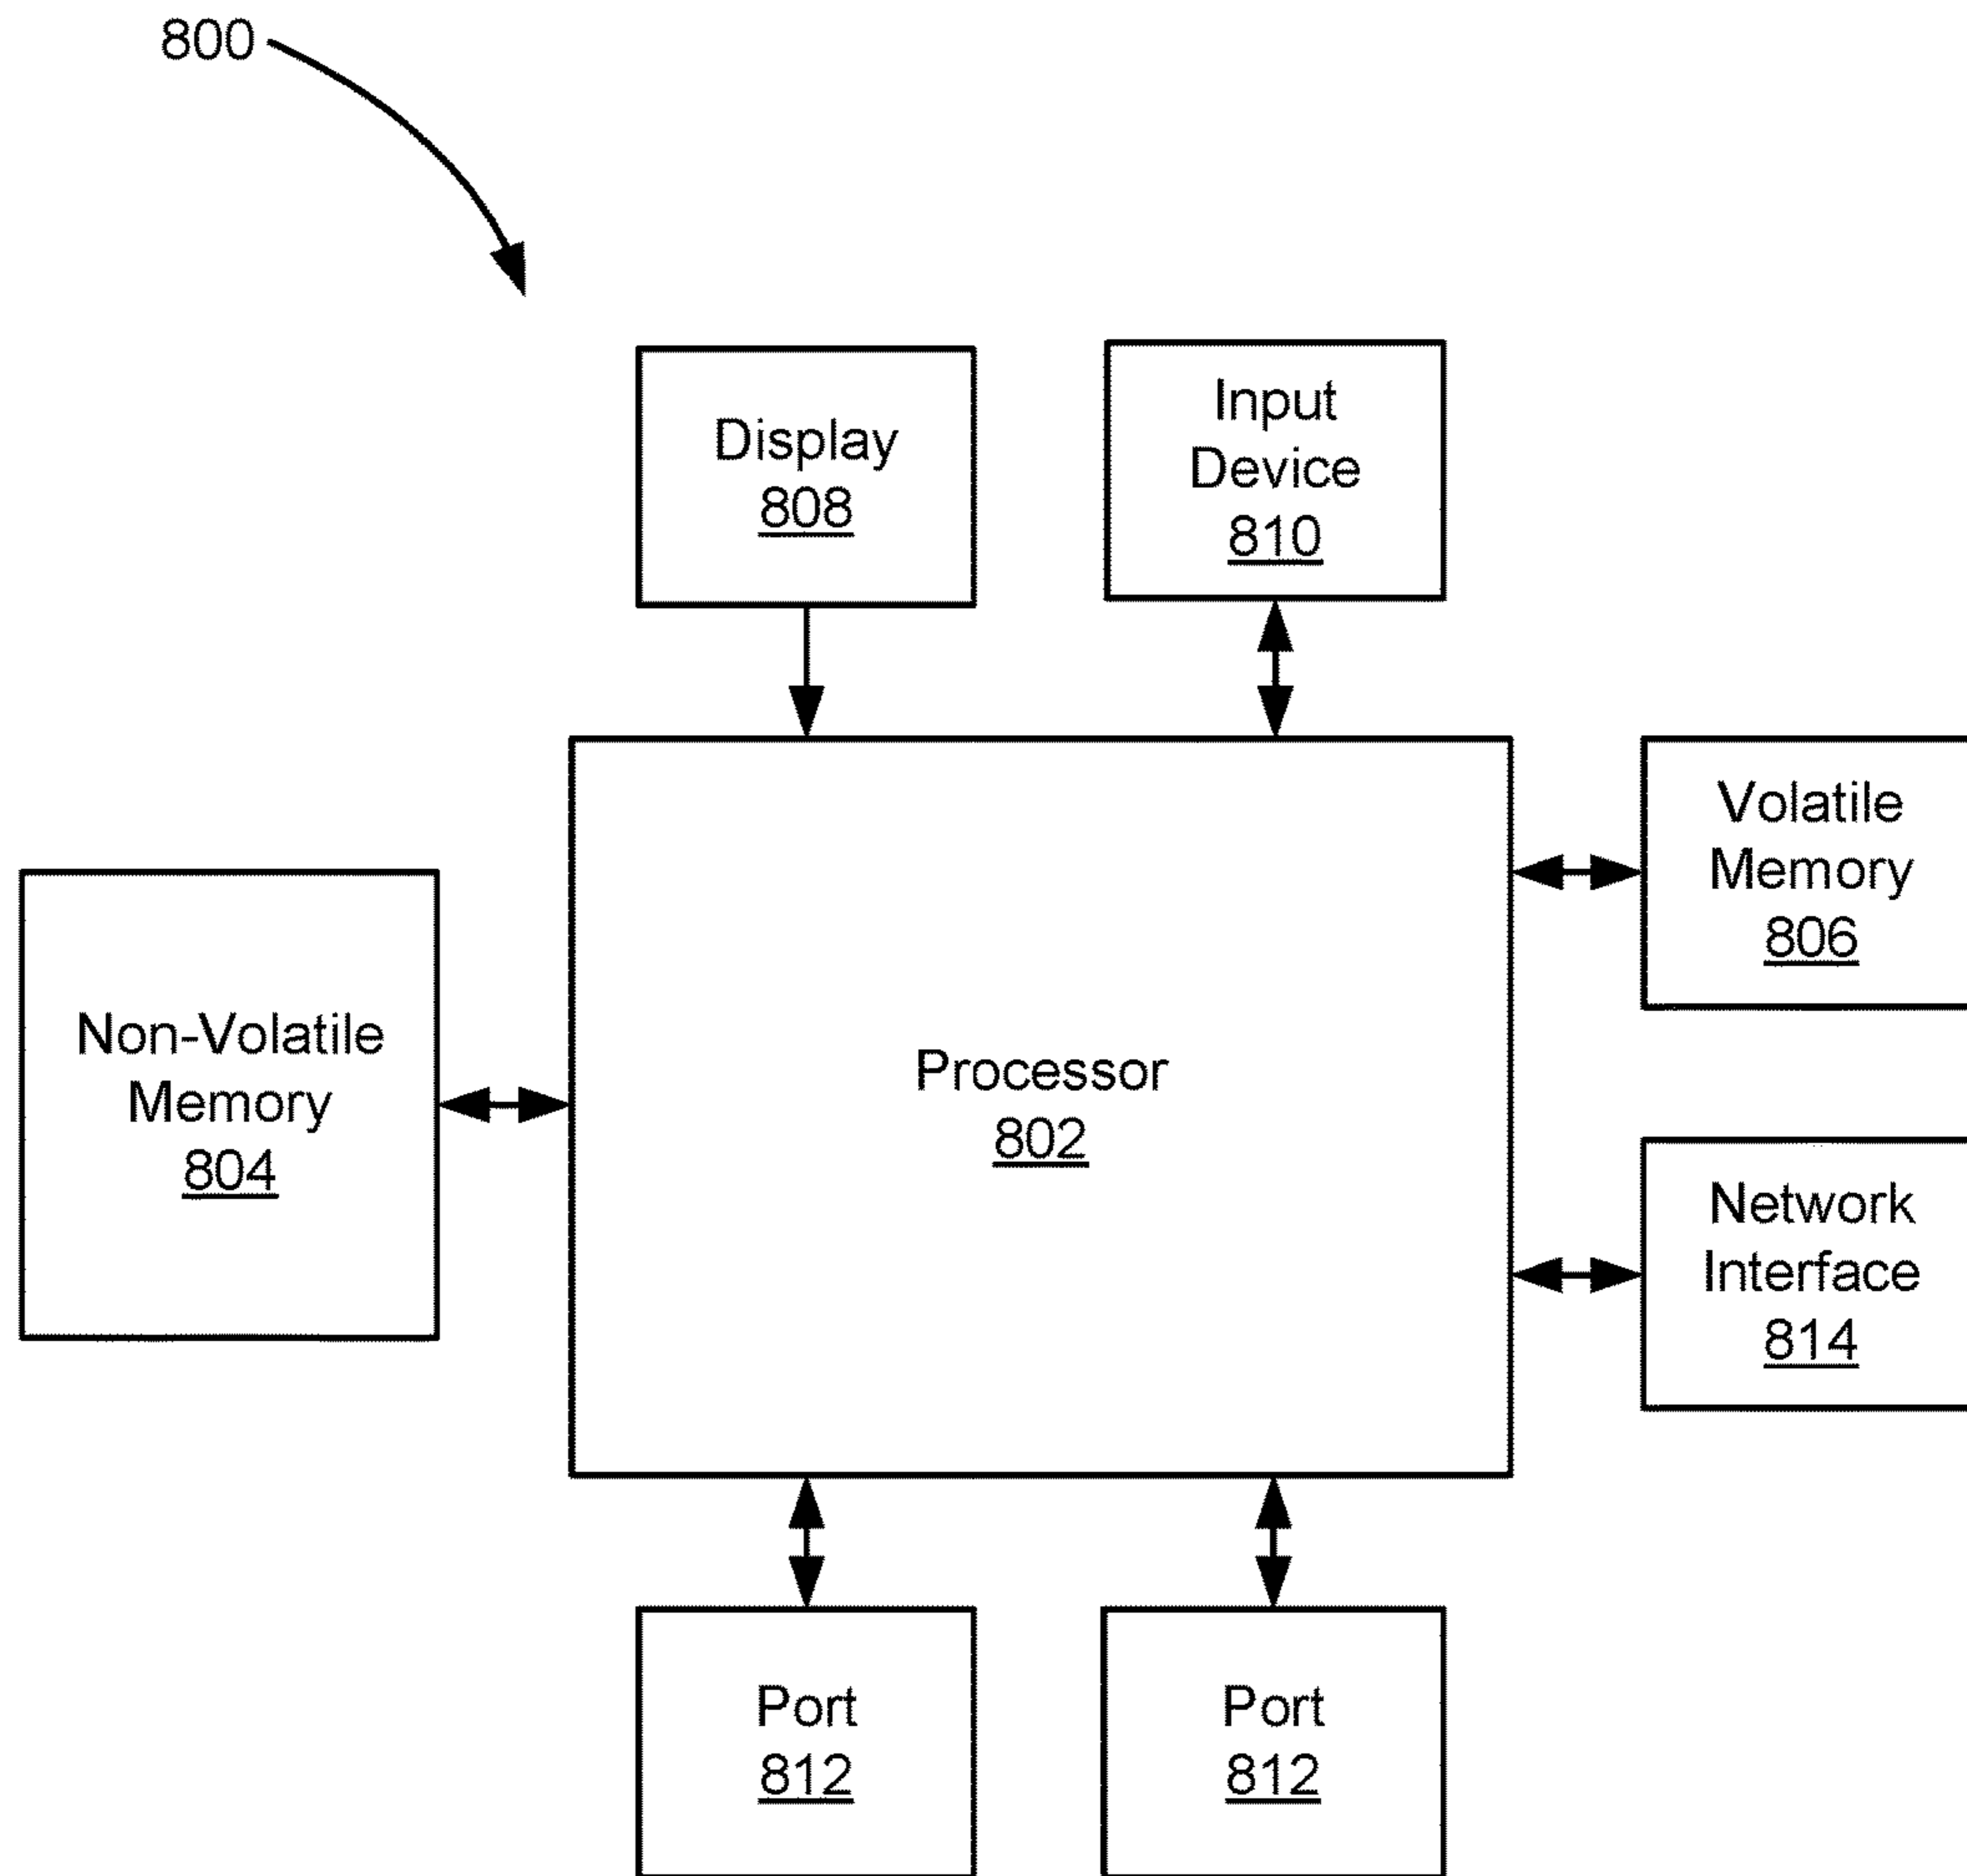 800
Display
808
Input
Device
810
Volatile
Memory
806
Non-Volatile
Memory
804
Processor
802
Network
Interface
814
Port
812
Port
812